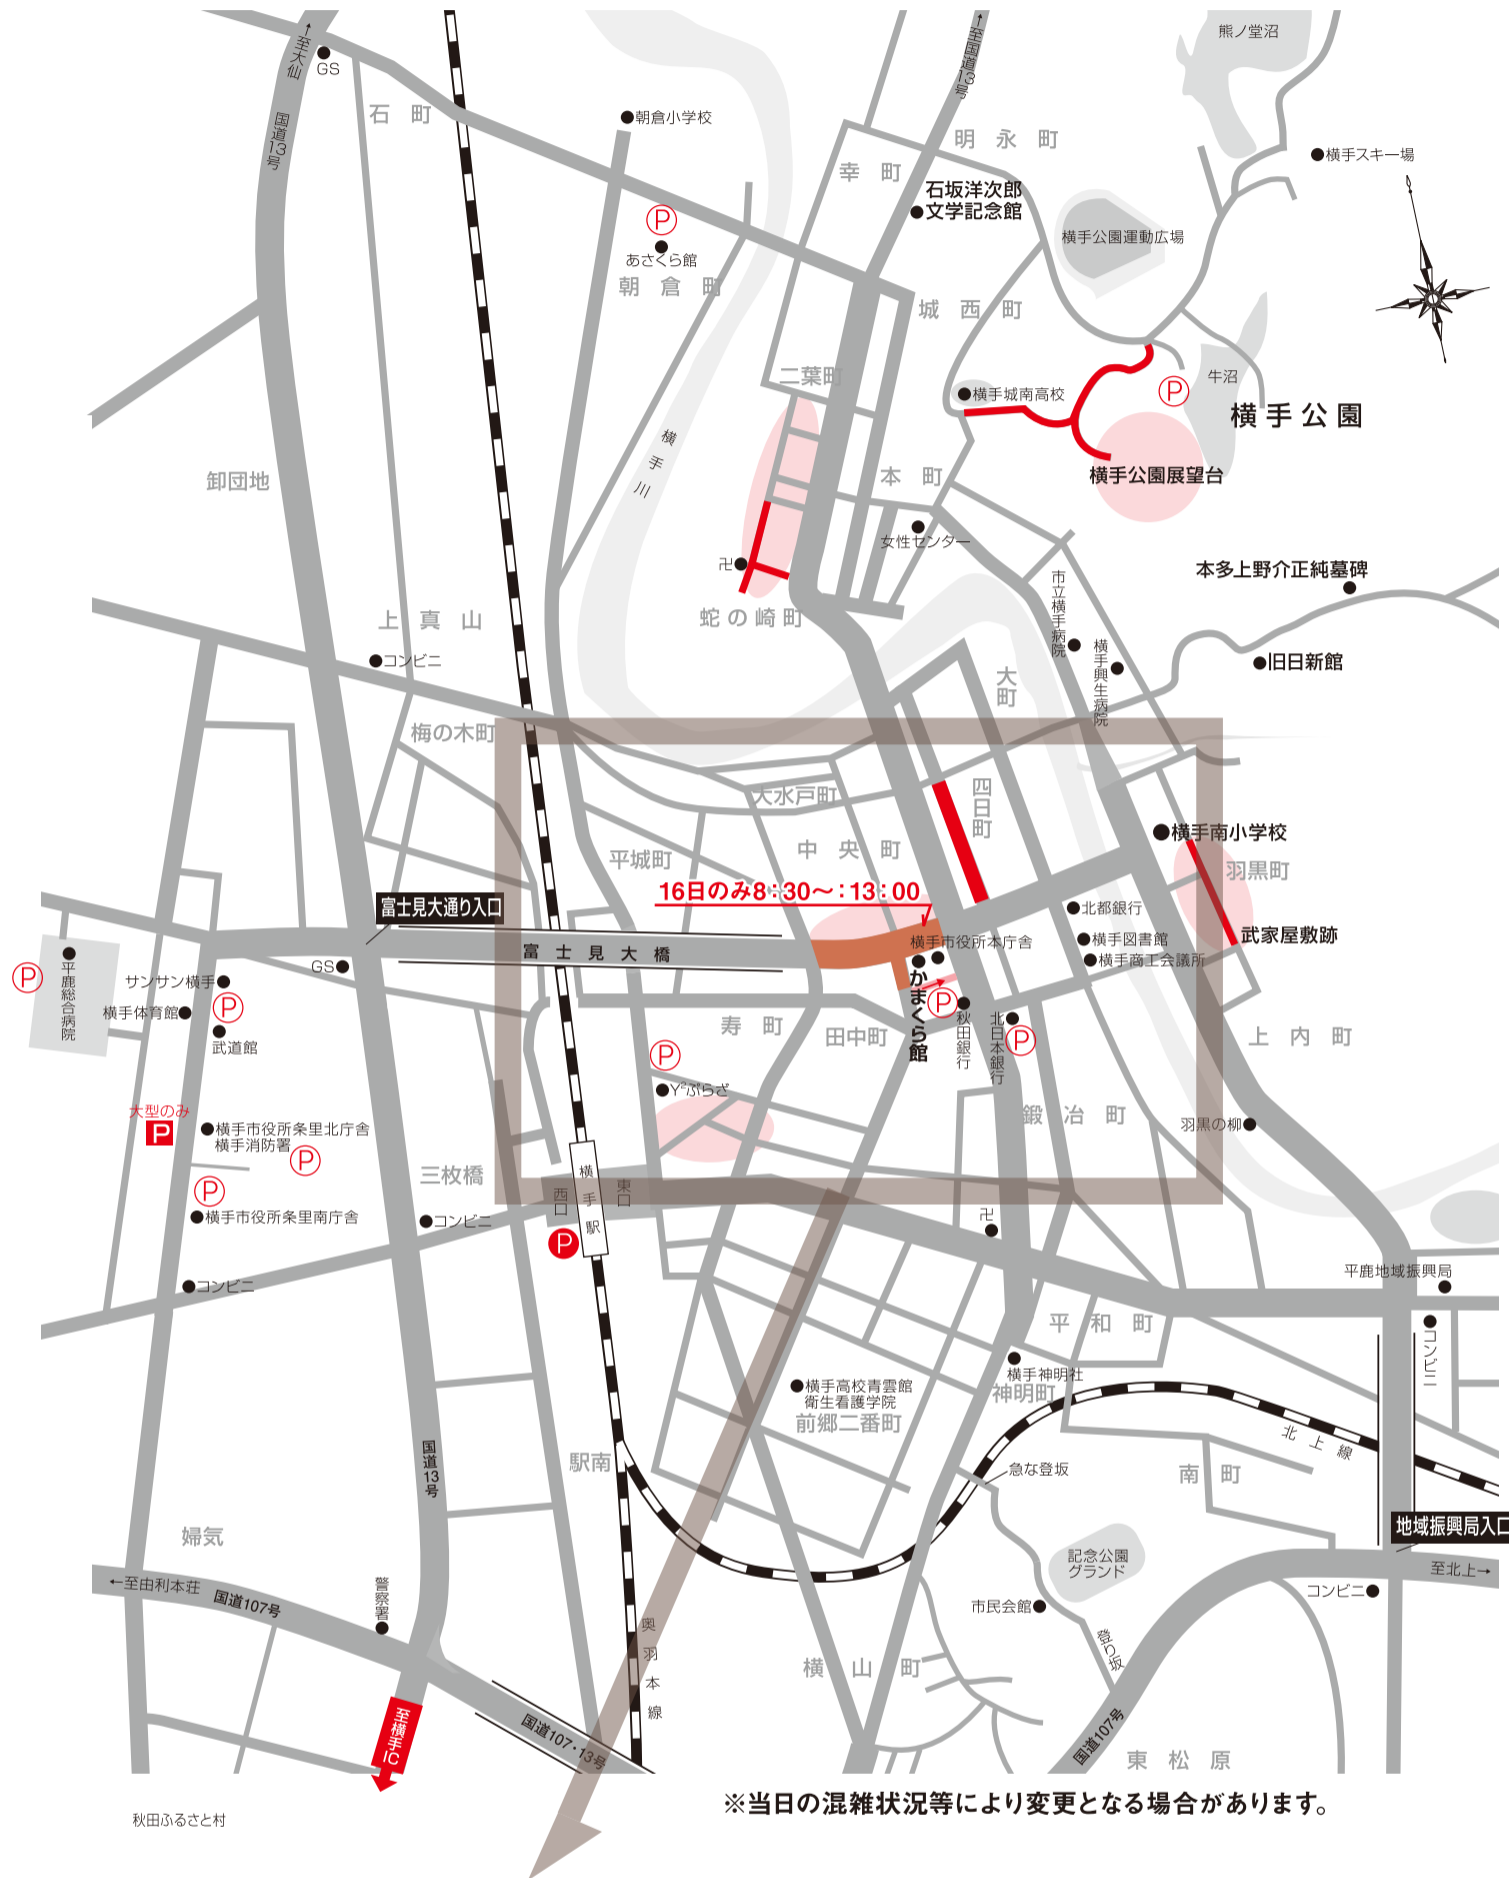 ↑至大仙
GS
国道13号
石町
朝倉小学校
P
あさくら館
朝倉町
↑至国道13号
幸町
明永町
石坂洋次郎
文学記念館
熊ノ堂沼
横手スキー場
横手公園運動広場
城西町
二葉町
横手城南高校
P
牛沼
横手公園
横手公園展望台
横手川
卸団地
本町
女性センター
卍
蛇の崎町
市立横手病院
横手興生病院
本多上野介正純墓碑
旧日新館
上真山
コンビニ
梅の木町
大町
四日町
大水戸町
中央町
平城町
横手南小学校
羽黒町
武家屋敷跡
16日のみ8:30～:13:00
富士見大通り入口
富士見大橋
GS
横手市役所本庁舎
かまくら館
P
北都銀行
横手図書館
横手商工会議所
秋田銀行
北日本銀行
P
P
平鹿総合病院
サンサン横手
P
横手体育館
武道館
寿町
田中町
上内町
P
Y²ぷらざ
鍛冶町
羽黒の柳
大型のみ
P
横手市役所条里北庁舎
横手消防署
P
P
横手市役所条里南庁舎
三枚橋
コンビニ
西口
横手駅
東口
P
卍
コンビニ
平鹿地域振興局
コンビニ
平和町
横手神明社
神明町
横手高校青雲館
衛生看護学院
前郷二番町
北上線
国道13号
駅南
急な登坂
南町
地域振興局入口
婦気
←至由利本荘
国道107号
警察署
記念公園
グランド
至北上→
コンビニ
市民会館
登り坂
奥羽本線
横山町
至横手IC
国道107・13号
国道107号
東松原
※当日の混雑状況等により変更となる場合があります。
秋田ふるさと村